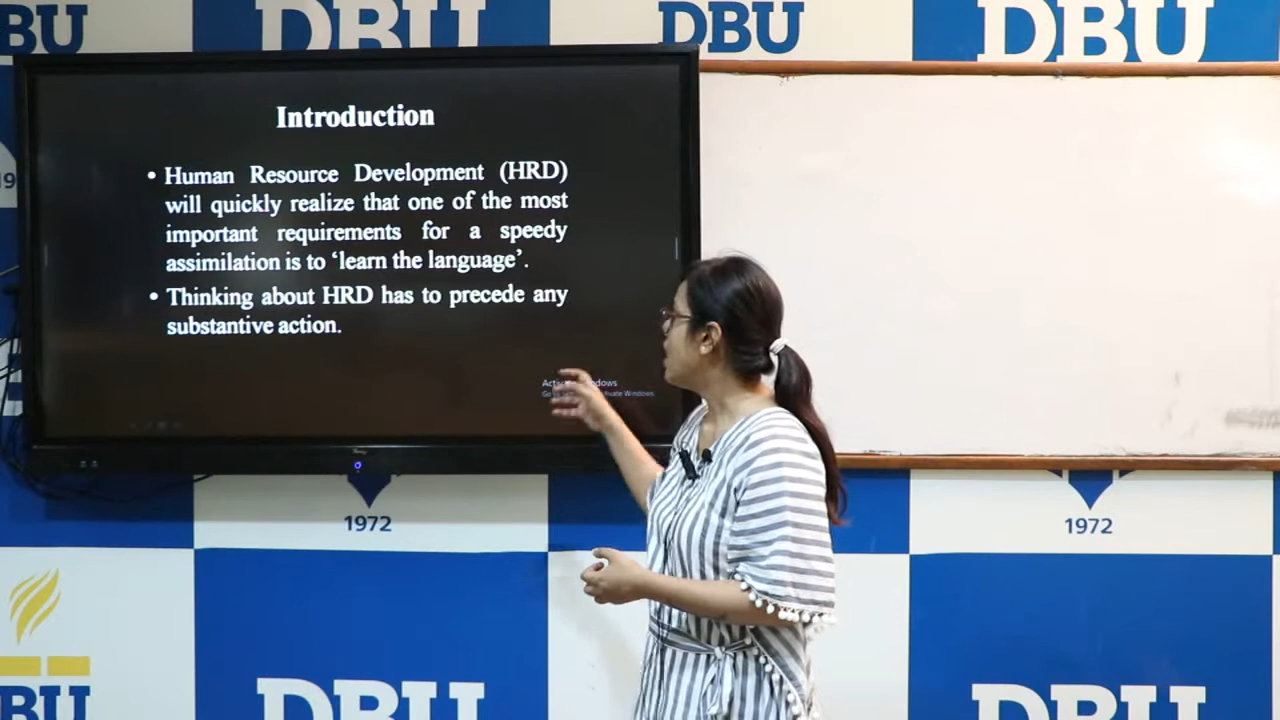 DBU
DBU
DBU
DBU
Introduction
• Human Resource Development (HRD)
will quickly realize that one of the most
important requirements for a speedy
assimilation is to ‘learn the language’.
• Thinking about HRD has to precede any
substantive action.
1972
1972
DBU
DBU
DBU